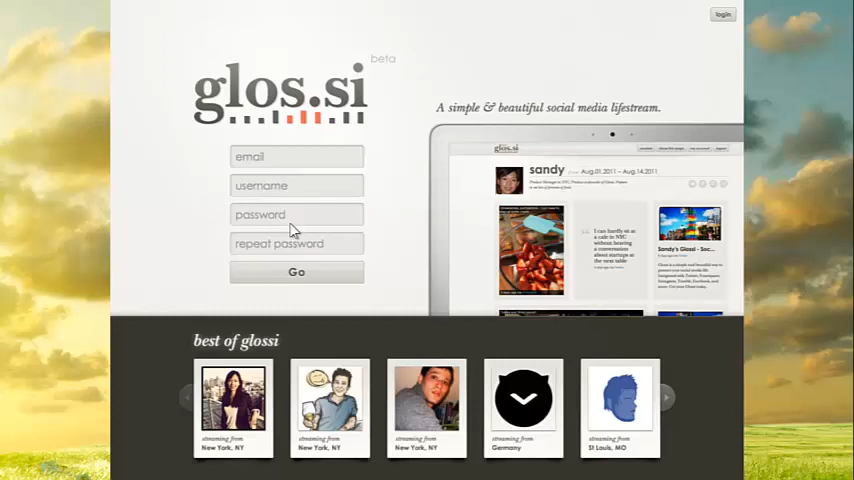 login
beta
glos.si
A simple & beautiful social media lifestream.
email
username
password
repeat password
Go
glos.si
sandy
Aug.01.2011 – Aug.14.2011
I can hardly sit at
a cafe in NYC
without hearing
a conversation
about startups at
the next table
Sandy's Glossi - Soc...
best of glossi
streaming from
New York, NY
streaming from
New York, NY
streaming from
New York, NY
streaming from
Germany
streaming from
St Louis, MO